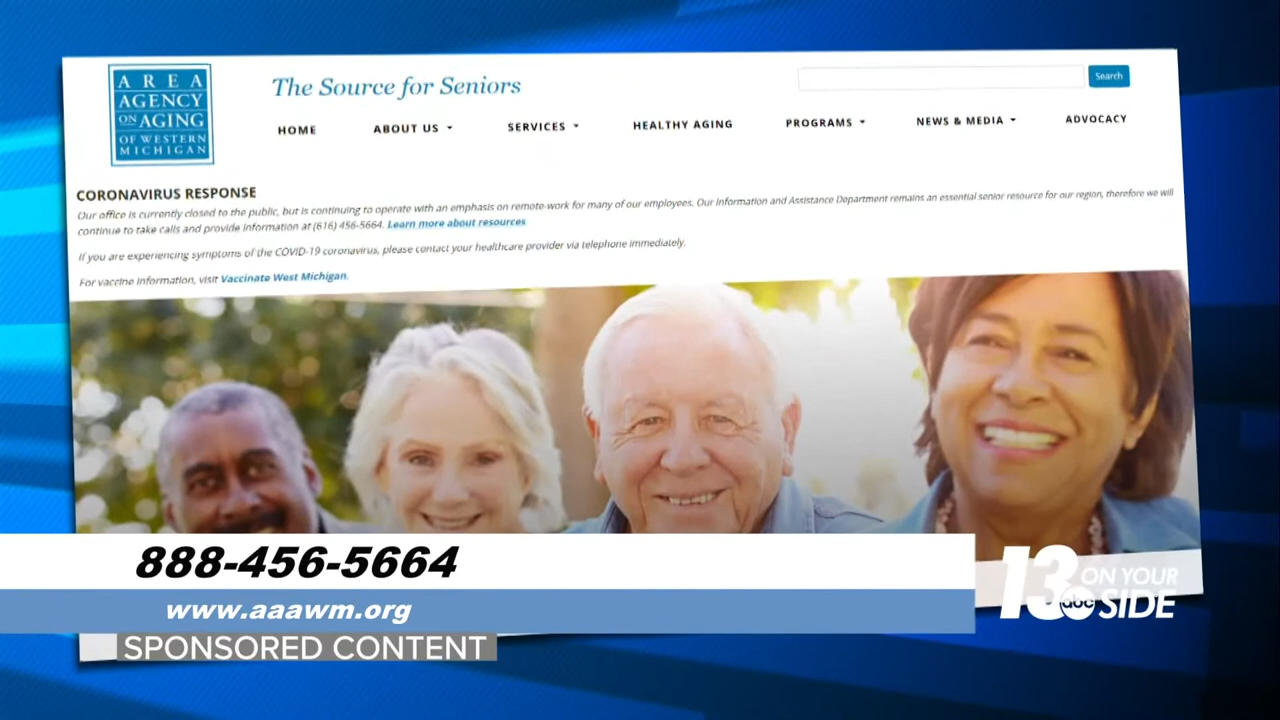 AREA
AGENCY
ON AGING
OF WESTERN
MICHIGAN
The Source for Seniors
Search
HOME ABOUT US SERVICES HEALTHY AGING PROGRAMS NEWS & MEDIA ADVOCACY
CORONAVIRUS RESPONSE
Our office is currently closed to the public, but is continuing to operate with an emphasis on remote-work for many of our employees. Our Information and Assistance Department remains an essential senior resource for our region, therefore we will
continue to take calls and provide information at (616) 456-5664. Learn more about resources
If you are experiencing symptoms of the COVID-19 coronavirus, please contact your healthcare provider via telephone immediately.
For vaccine information, visit Vaccinate West Michigan.
888-456-5664
www.aaawm.org
SPONSORED CONTENT
13 ON YOUR
abc SIDE